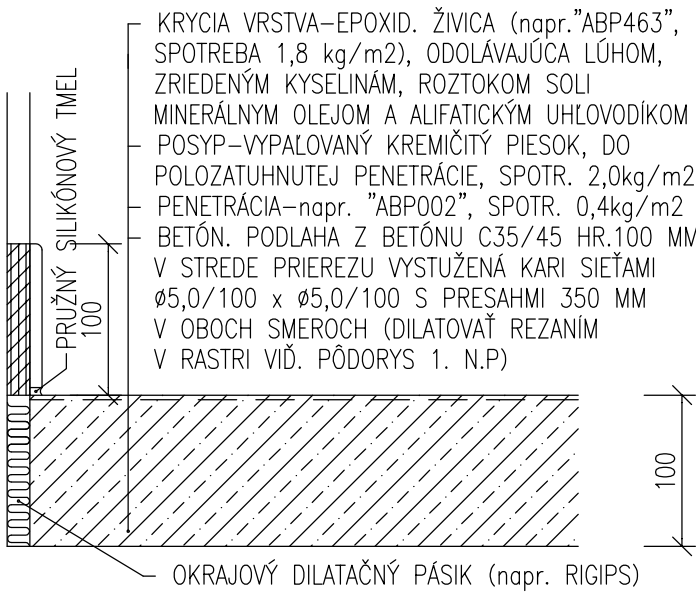 KRYCIA VRSTVA–EPOXID. ŽIVICA (napr."ABP463",
SPOTREBA 1,8 kg/m2), ODOLÁVAJÚCA LÚHOM,
ZRIEDENÝM KYSELINÁM, ROZTOKOM SOLI
MINERÁLNYM OLEJOM A ALIFATICKÝM UHĽOVODÍKOM
POSYP–VYPAĽOVANÝ KREMIČITÝ PIESOK, DO
POLOZATUHNUTEJ PENETRÁCIE, SPOTR. 2,0kg/m2
PENETRÁCIA–napr. "ABP002", SPOTR. 0,4kg/m2
BETÓN. PODLAHA Z BETÓNU C35/45 HR.100 MM
V STREDE PRIEREZU VYSTUŽENÁ KARI SIEŤAMI
ø5,0/100 x ø5,0/100 S PRESAHMI 350 MM
V OBOCH SMEROCH (DILATOVAŤ REZANÍM
V RASTRI VIĎ. PÔDORYS 1. N.P)
PRUŽNÝ SILIKÓNOVÝ TMEL
100
100
OKRAJOVÝ DILATAČNÝ PÁSIK (napr. RIGIPS)